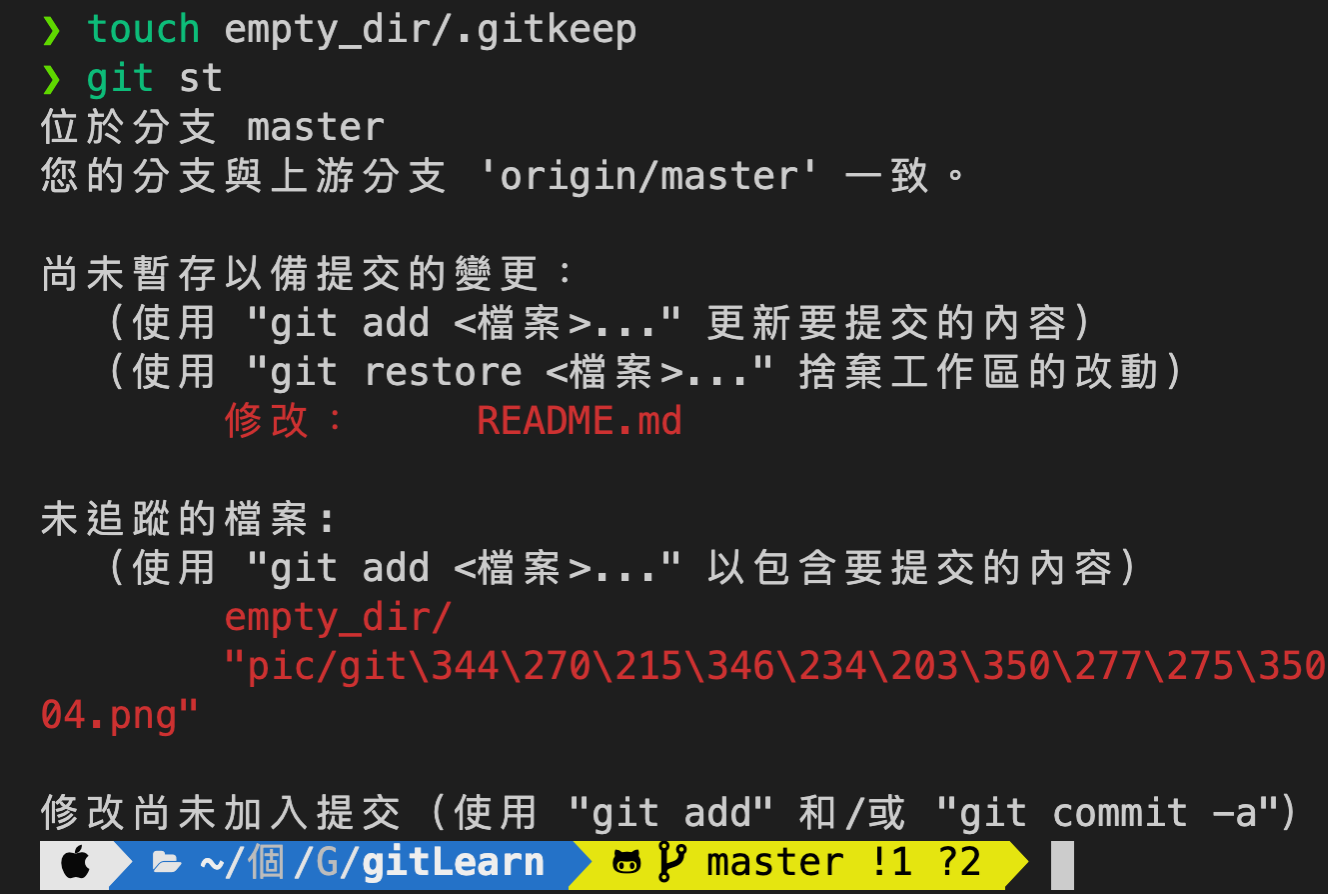 ❯ touch empty_dir/.gitkeep
❯ git st
位於分支 master
您的分支與上游分支 'origin/master' 一致。
尚未暫存以備提交的變更：
（使用 "git add <檔案>..." 更新要提交的內容）
（使用 "git restore <檔案>..." 捨棄工作區的改動）
修改： README.md
未追蹤的檔案:
（使用 "git add <檔案>..." 以包含要提交的內容）
empty_dir/
"pic/git\344\270\215\346\234\203\350\277\275\350
04.png"
修改尚未加入提交（使用 "git add" 和/或 "git commit -a"）
~/個/G/gitLearn master !1 ?2